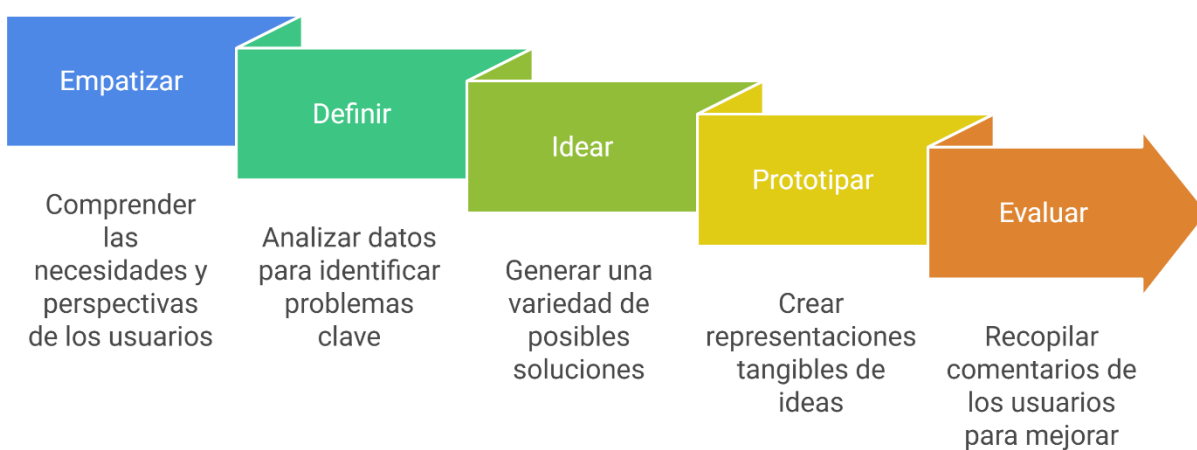 Empatizar
Comprender
las
necesidades y
perspectivas
de los usuarios
Definir
Analizar datos
para identificar
problemas
clave
Idear
Generar una
variedad de
posibles
soluciones
Prototipar
Crear
representaciones
tangibles de
ideas
Evaluar
Recopilar
comentarios de
los usuarios
para mejorar